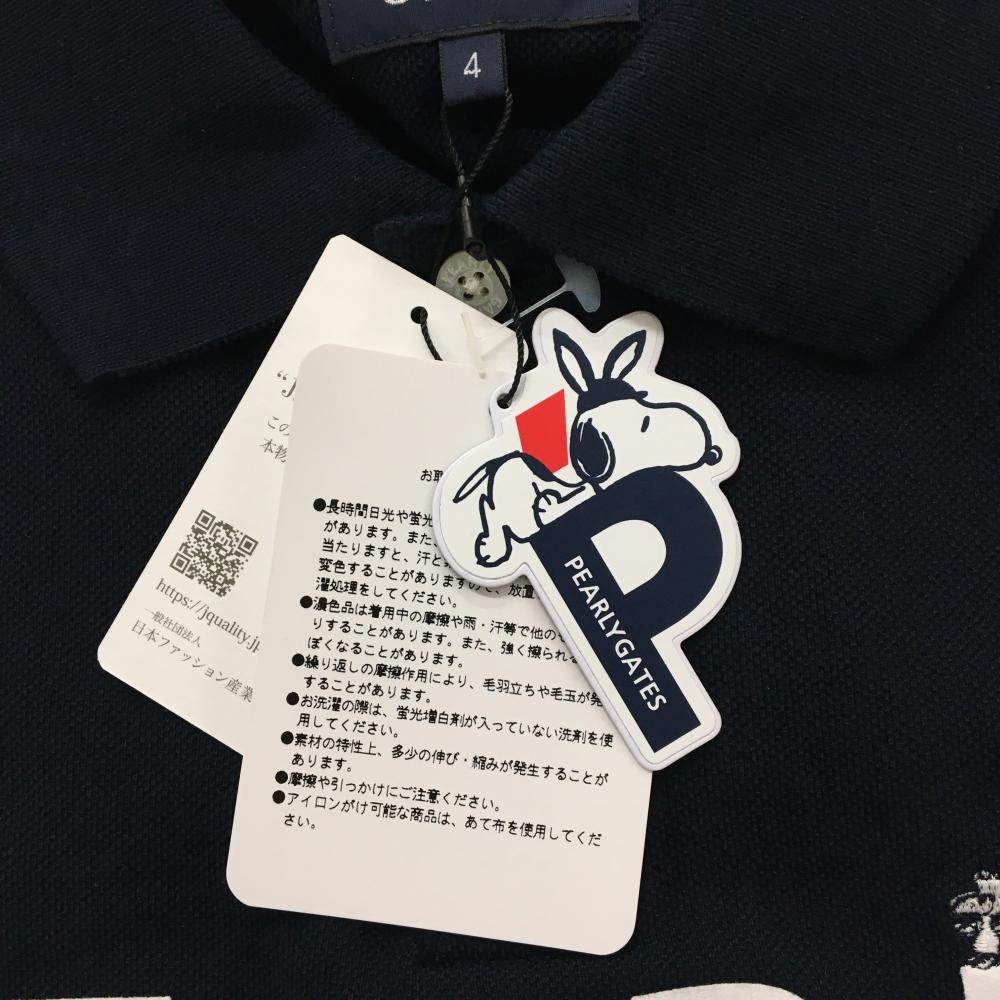 4
この
本物
https://jquality.j
一般社団法人
日本ファッション産業
お取
●長時間日光や蛍光
があります。また、
当たりますと、汗と
変色することがありますので、放置
濯処理をしてください。
●濃色品は着用中の摩擦や雨・汗等で他の
りすることがあります。また、強く擦られる
ぽくなることがあります。
●繰り返しの摩擦作用により、毛羽立ちや毛玉が発
することがあります。
●お洗濯の際は、蛍光増白剤が入っていない洗剤を使
用してください。
●素材の特性上、多少の伸び・縮みが発生することが
あります。
●摩擦や引っかけにご注意ください。
●アイロンがけ可能な商品は、あて布を使用してくだ
さい。
P
PEARLYGATES